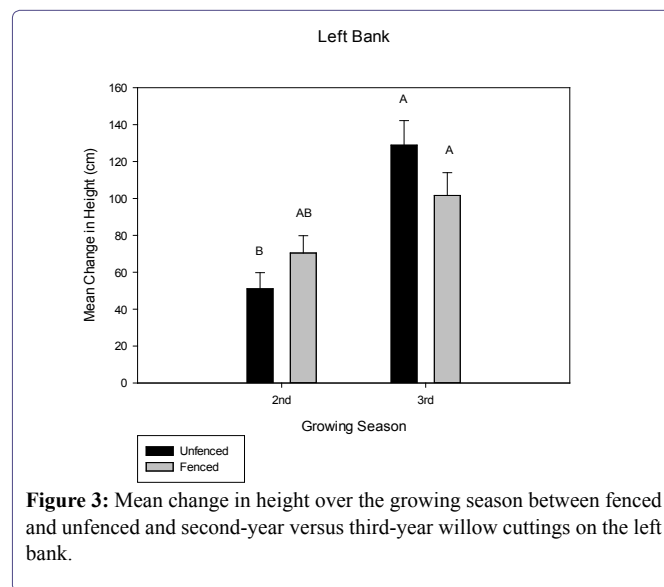 Left Bank
160
140
120
100
80
60
40
20
0
Mean Change in Height (cm)
B
AB
A
A
2nd
3rd
Growing Season
Unfenced
Fenced
Figure 3: Mean change in height over the growing season between fenced
and unfenced and second-year versus third-year willow cuttings on the left
bank.